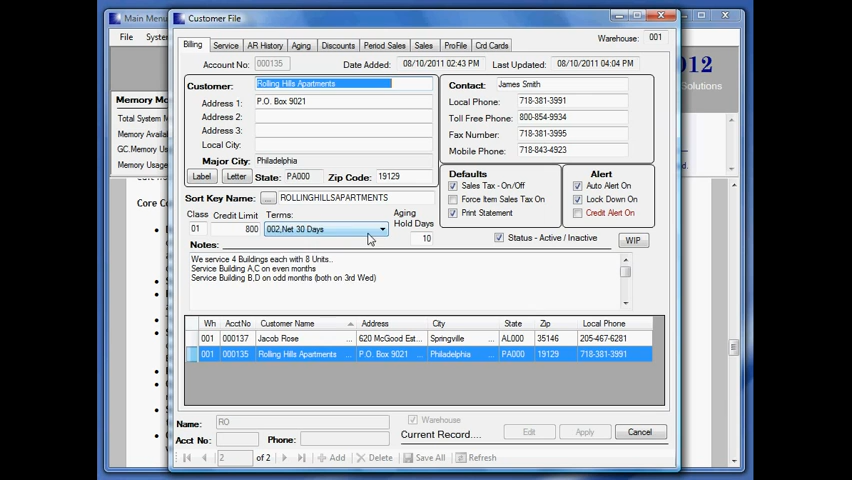 Main Menu
Customer File
File
Syste
012
Solutions
Memory Mo
Total System M
Memory Availa
GC.Memory Us
Memory Usage
Core Co
Billing Service AR History Aging Discounts Period Sales Sales ProFile Crd Cards
Warehouse: 001
Account No: 000135 Date Added: 08/10/2011 02:43 PM Last Updated: 08/10/2011 04:04 PM
Customer: Rolling Hills Apartments
Address 1: P.O. Box 9021
Address 2:
Address 3:
Local City:
Major City: Philadelphia
Label Letter State: PA000 Zip Code: 19129
Contact: James Smith
Local Phone: 718-381-3991
Toll Free Phone: 800-854-9934
Fax Number: 718-381-3995
Mobile Phone: 718-843-4923
Defaults
Sales Tax - On/Off
Force Item Sales Tax On
Print Statement
Alert
Auto Alert On
Lock Down On
Credit Alert On
Sort Key Name: ... ROLLINGHILLSAPARTMENTS
Class Credit Limit Terms: Aging Hold Days
01 800 002,Net 30 Days 10
Status - Active / Inactive WIP
Notes:
We service 4 Buildings each with 8 Units..
Service Building A,C on even months
Service Building B,D on odd months (both on 3rd Wed)
Wh AcctNo Customer Name Address City State Zip Local Phone
001 000137 Jacob Rose ... 620 McGood Est... Springville ... AL000 35146 205-467-6281
001 000135 Rolling Hills Apartments ... P.O. Box 9021 ... Philadelphia ... PA000 19129 718-381-3991
Name: RO Warehouse
Acct No: Phone: Current Record.... Edit Apply Cancel
2 of 2 Add Delete Save All Refresh